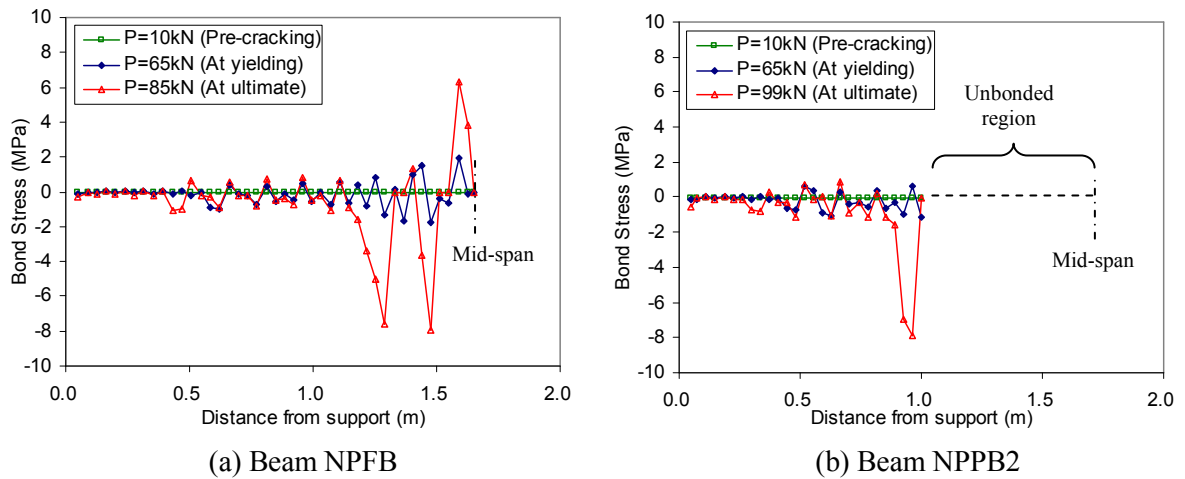 10
8
6
4
2
0
-2
-4
-6
-8
-10
Bond Stress (MPa)
P=10kN (Pre-cracking)
P=65kN (At yielding)
P=85kN (At ultimate)
Mid-span
0.0 0.5 1.0 1.5 2.0
Distance from support (m)
(a) Beam NPFB
10
8
6
4
2
0
-2
-4
-6
-8
-10
Bond Stress (MPa)
P=10kN (Pre-cracking)
P=65kN (At yielding)
P=99kN (At ultimate)
Unbonded
region
Mid-span
0.0 0.5 1.0 1.5 2.0
Distance from support (m)
(b) Beam NPPB2